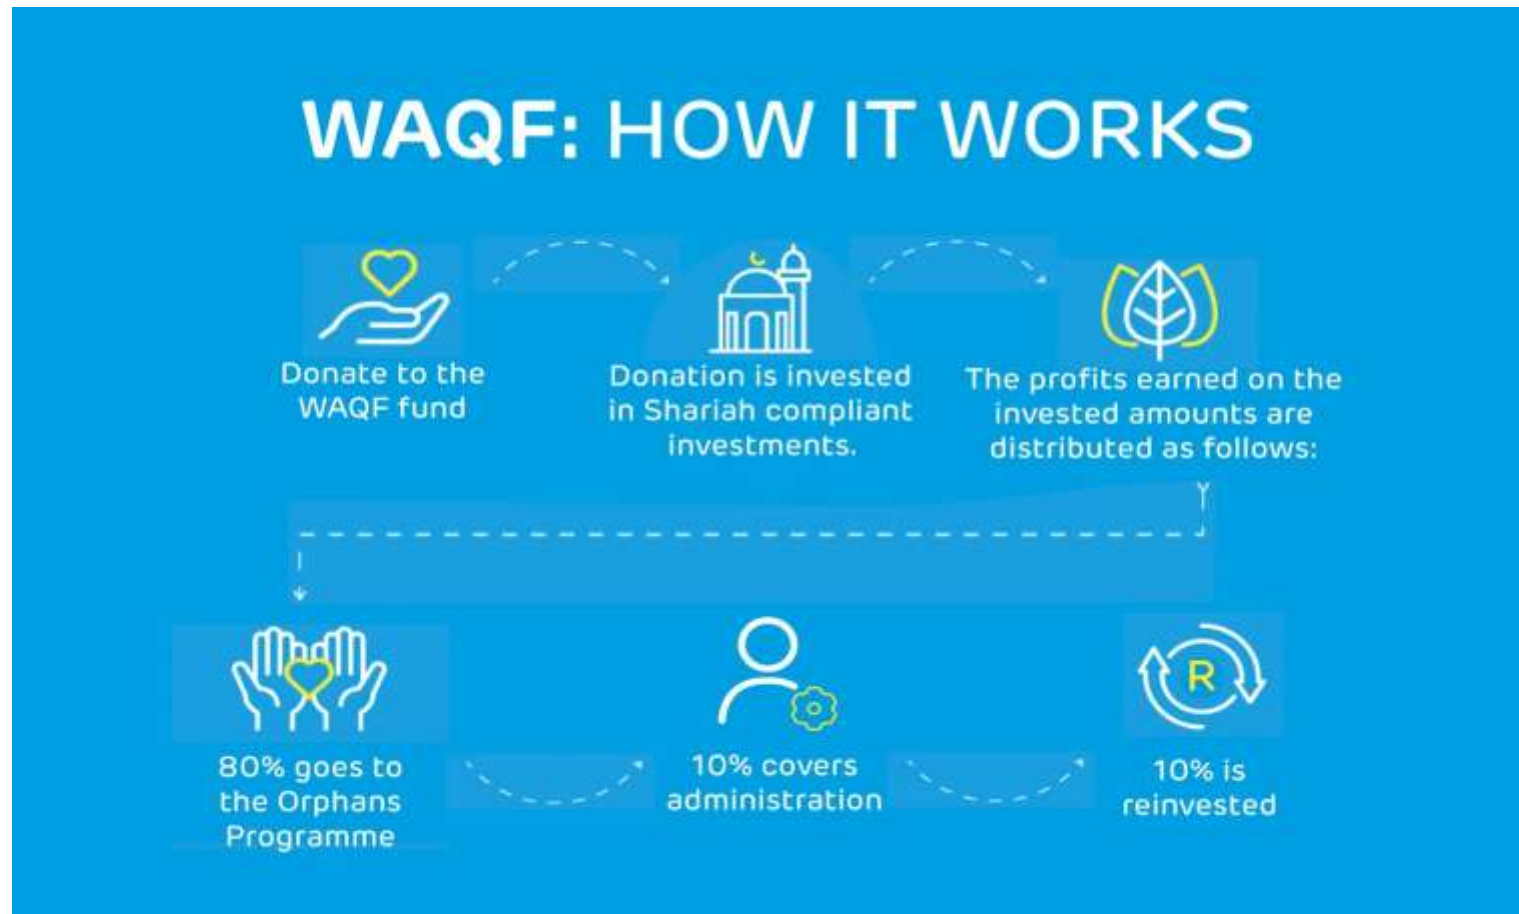 WAQF: HOW IT WORKS
Donate to the
WAQF fund
Donation is invested
in Shariah compliant
investments.
The profits earned on the
invested amounts are
distributed as follows:
80% goes to
the Orphans
Programme
10% covers
administration
R
10% is
reinvested